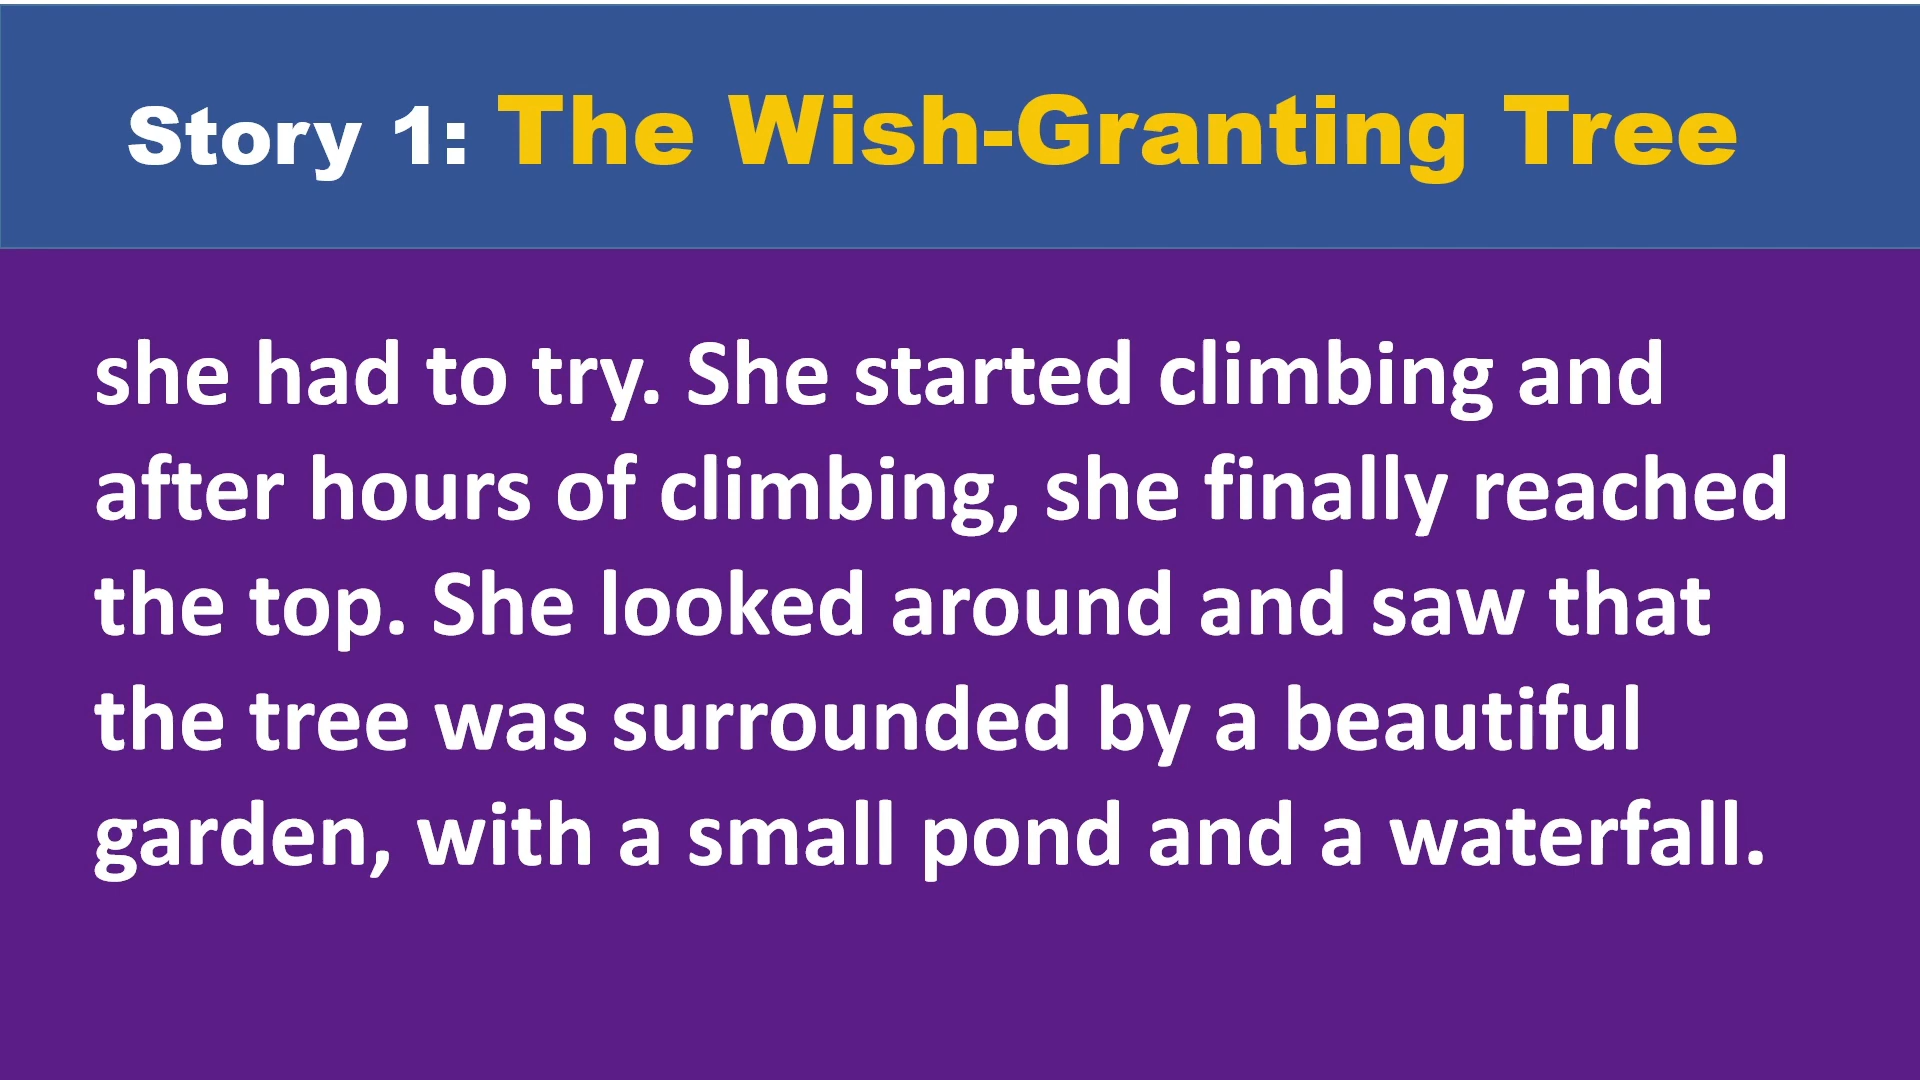 Story 1: The Wish-Granting Tree
she had to try. She started climbing and
after hours of climbing, she finally reached
the top. She looked around and saw that
the tree was surrounded by a beautiful
garden, with a small pond and a waterfall.